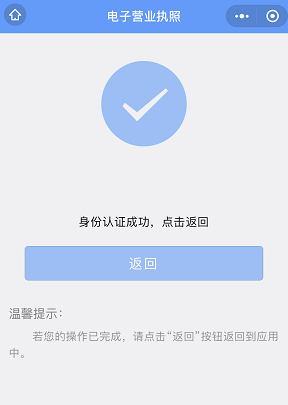 电子营业执照
身份认证成功，点击返回
返回
温馨提示：
若您的操作已完成，请点击“返回”按钮返回到应用
中。